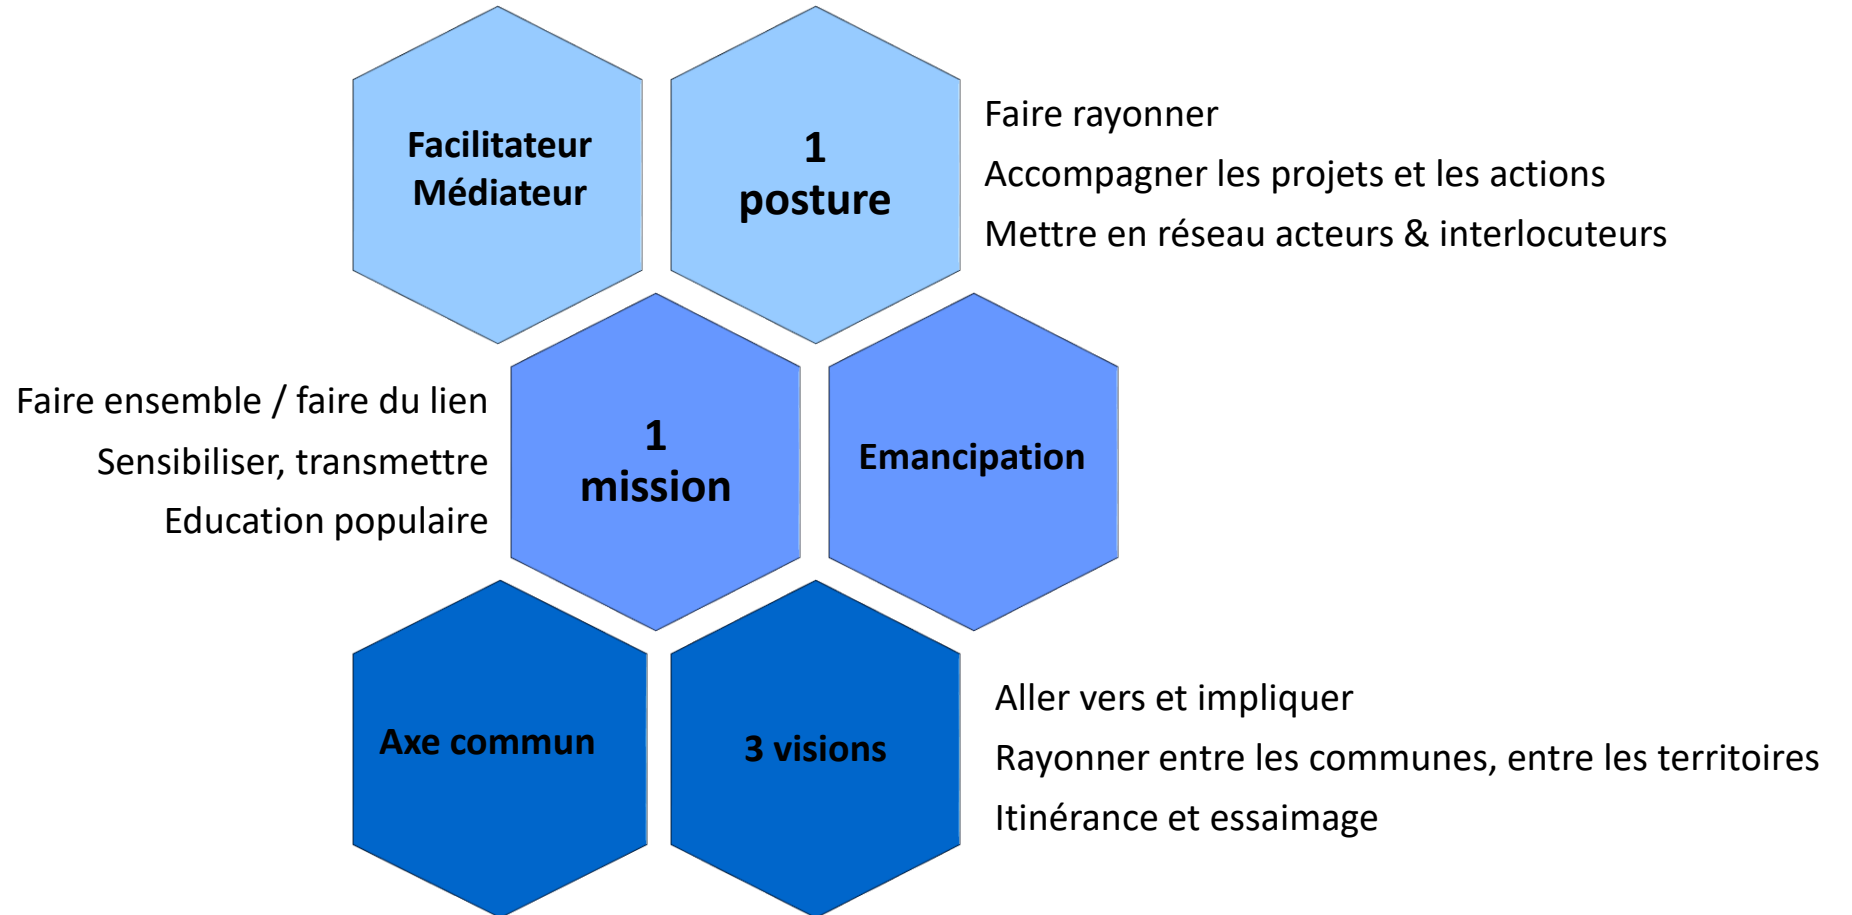 Facilitateur
Médiateur
1
posture
Faire rayonner
Accompagner les projets et les actions
Mettre en réseau acteurs & interlocuteurs
Faire ensemble / faire du lien
Sensibiliser, transmettre
Education populaire
1
mission
Emancipation
Axe commun
3 visions
Aller vers et impliquer
Rayonner entre les communes, entre les territoires
Itinérance et essaimage